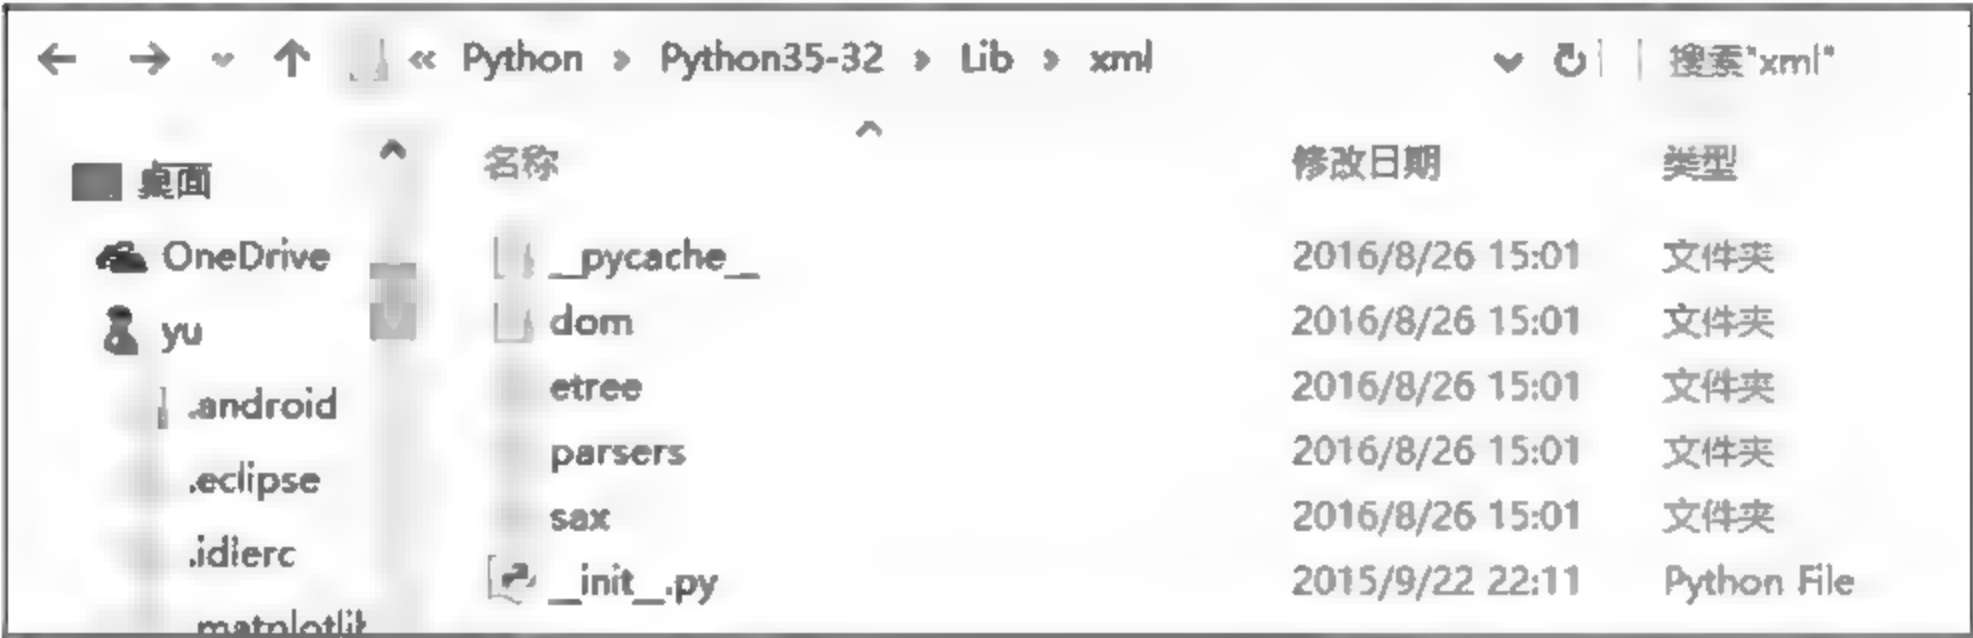 « Python › Python35-32 › Lib › xml 搜索"xml"
名称 修改日期 类型
桌面
OneDrive
yu
.android
.eclipse
.idlerc
.matplotlib
__pycache__ 2016/8/26 15:01 文件夹
dom 2016/8/26 15:01 文件夹
etree 2016/8/26 15:01 文件夹
parsers 2016/8/26 15:01 文件夹
sax 2016/8/26 15:01 文件夹
__init__.py 2015/9/22 22:11 Python File